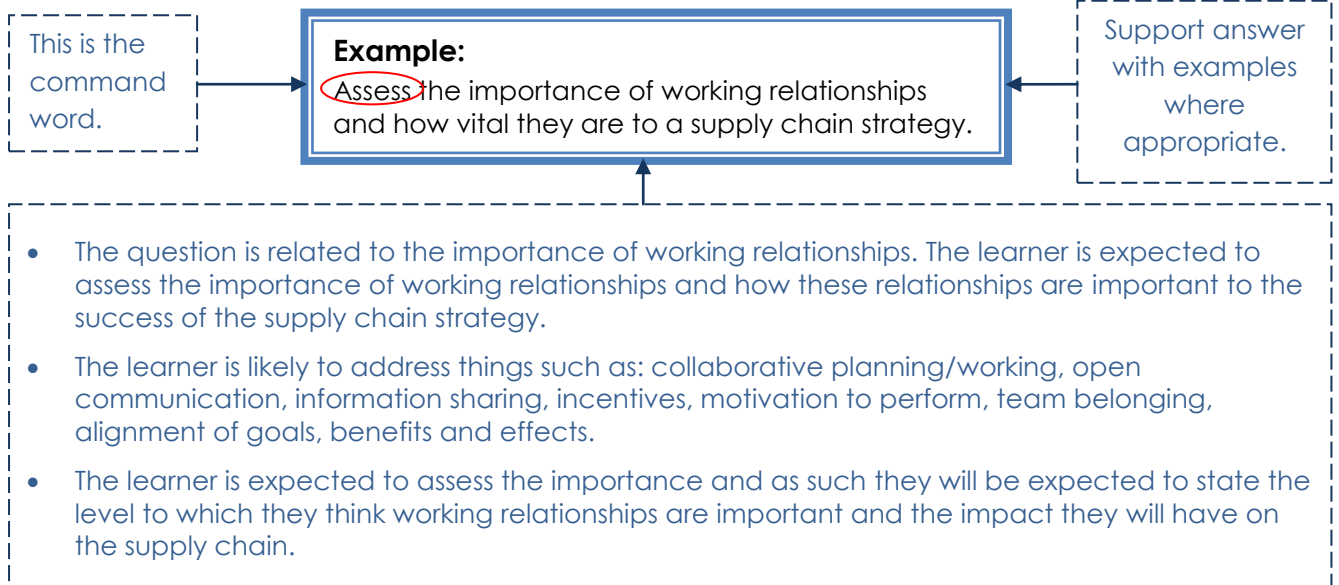 This is the
command
word.
Example:
Assess the importance of working relationships
and how vital they are to a supply chain strategy.
Support answer
with examples
where
appropriate.
• The question is related to the importance of working relationships. The learner is expected to
assess the importance of working relationships and how these relationships are important to the
success of the supply chain strategy.
• The learner is likely to address things such as: collaborative planning/working, open
communication, information sharing, incentives, motivation to perform, team belonging,
alignment of goals, benefits and effects.
• The learner is expected to assess the importance and as such they will be expected to state the
level to which they think working relationships are important and the impact they will have on
the supply chain.